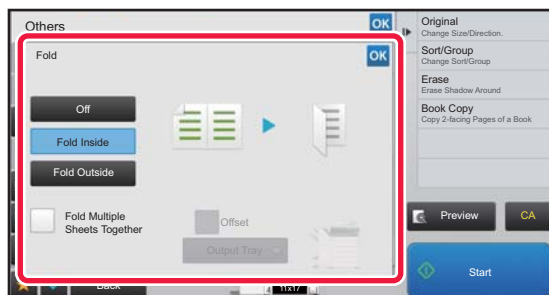 Others
OK
Fold
OK
Off
Fold Inside
Fold Outside
Fold Multiple
Sheets Together
Offset
Output Tray
Back
11x17
Original
Change Size/Direction.
Sort/Group
Change Sort/Group
Erase
Erase Shadow Around
Book Copy
Copy 2-facing Pages of a Book
Preview
CA
Start